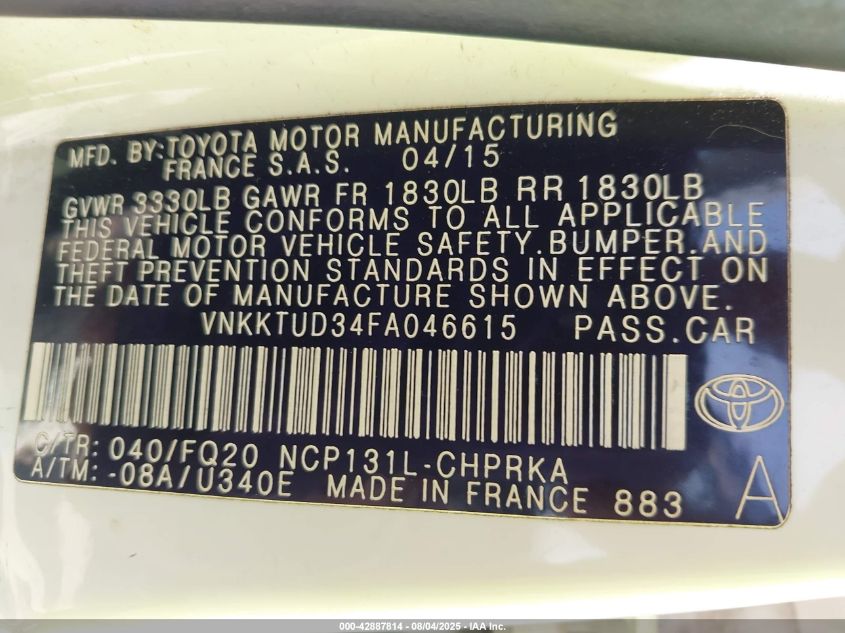 MFD. BY:TOYOTA MOTOR MANUFACTURING
FRANCE S.A.S. 04/15
GVWR 3330LB GAWR FR 1830LB RR 1830LB
THIS VEHICLE CONFORMS TO ALL APPLICABLE
FEDERAL MOTOR VEHICLE SAFETY.BUMPER.AND
THEFT PREVENTION STANDARDS IN EFFECT ON
THE DATE OF MANUFACTURE SHOWN ABOVE.
VNKKTUD34FA046615 PASS.CAR
C/TR: 040/FQ20 NCP131L-CHPRKA
A/TM: -08A/U340E MADE IN FRANCE 883
A
000-42887814 - 08/04/2025 - IAA Inc.